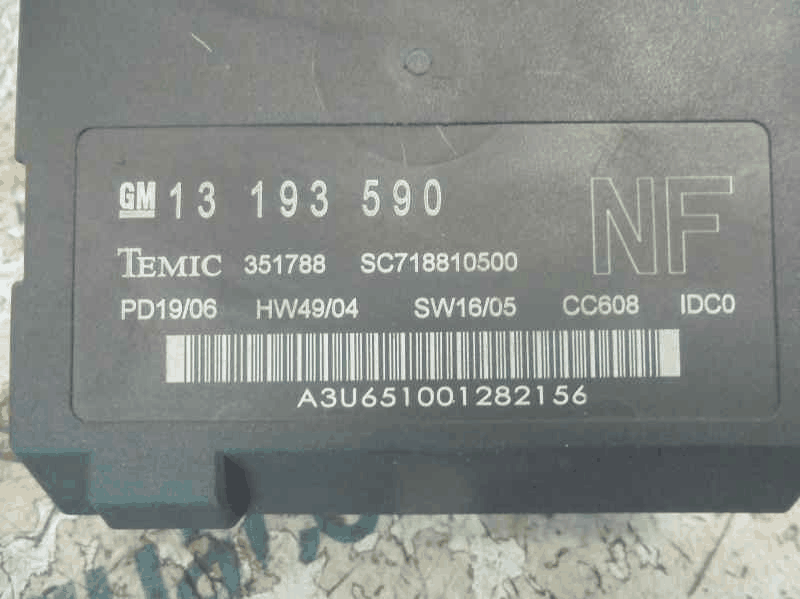 GM 13 193 590
NF
TEMIC 351788 SC718810500
PD19/06 HW49/04 SW16/05 CC608 IDC0
A3U651001282156